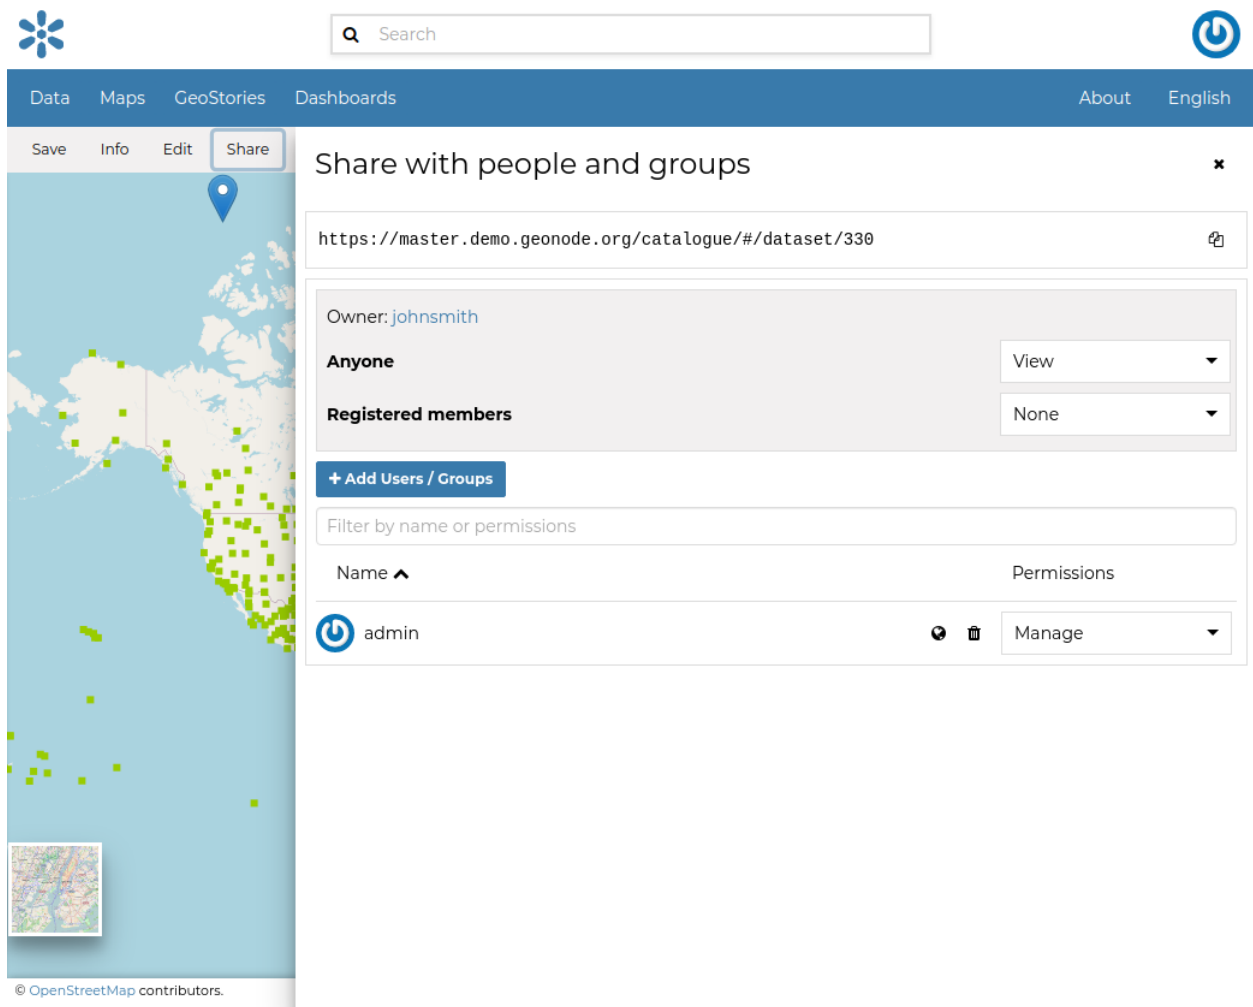 Search
Data Maps GeoStories Dashboards About English
Save Info Edit Share
Share with people and groups
https://master.demo.geonode.org/catalogue/#/dataset/330
Owner: johnsmith
Anyone View
Registered members None
+ Add Users / Groups
Filter by name or permissions
Name Permissions
admin Manage
© OpenStreetMap contributors.